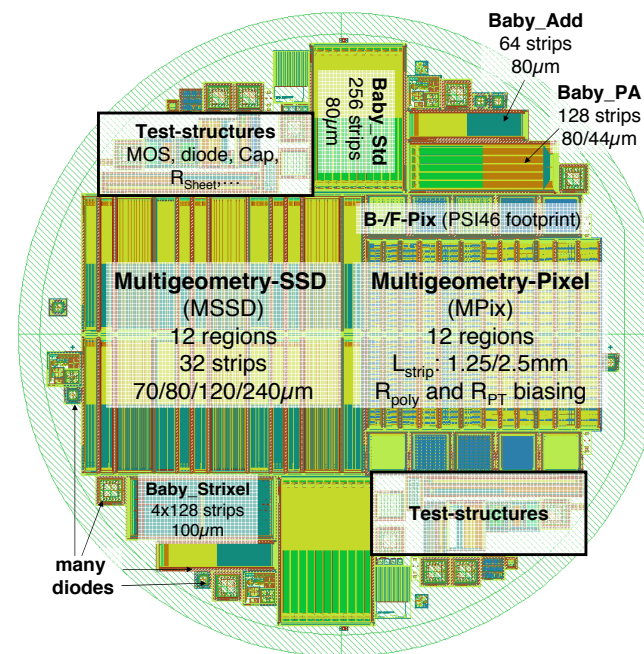 Baby_Add
64 strips
80µm
Baby_PA
128 strips
80/44µm
Baby_Std
256 strips
80µm
Test-structures
MOS, diode, Cap,
R_Sheet,...
B-/F-Pix (PSI46 footprint)
Multigeometry-SSD
(MSSD)
12 regions
32 strips
70/80/120/240µm
Multigeometry-Pixel
(MPix)
12 regions
L_strip: 1.25/2.5mm
R_poly and R_PT biasing
Baby_Strixel
4x128 strips
100µm
Test-structures
many
diodes